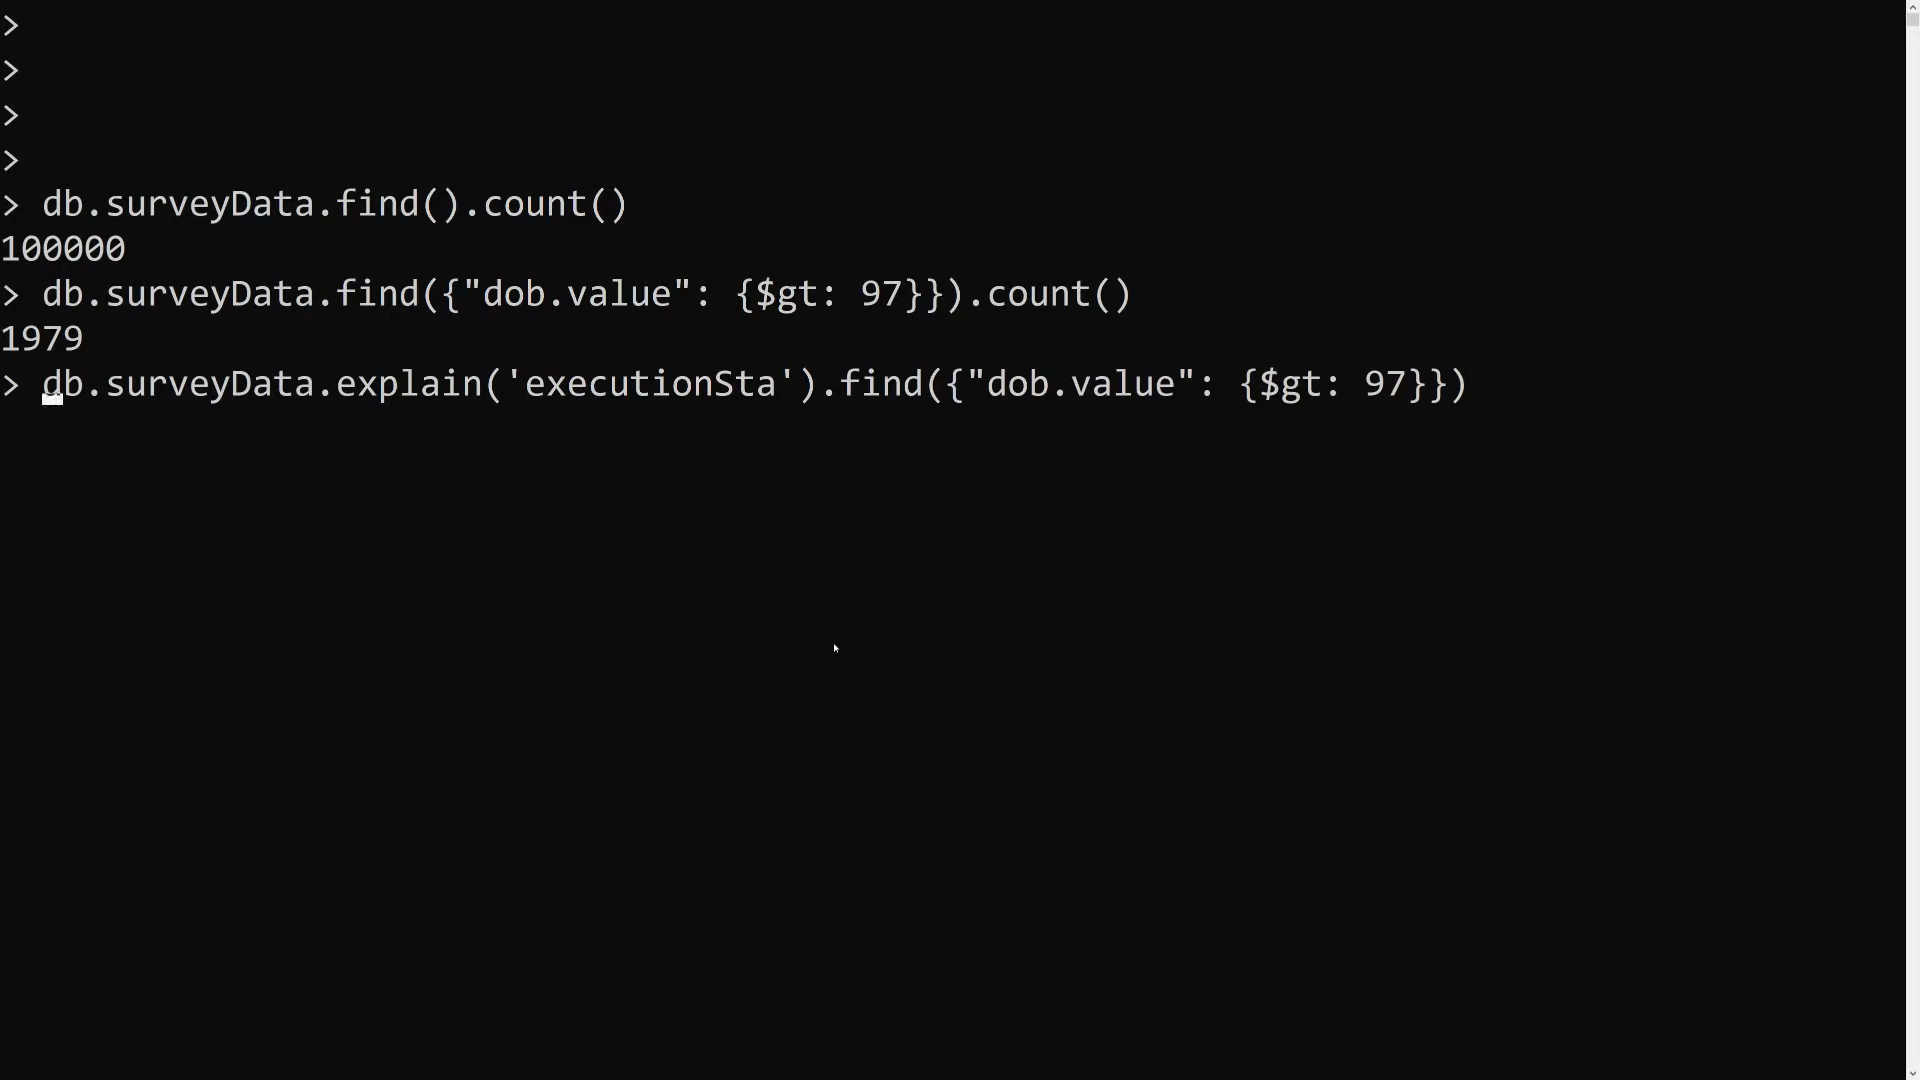 >
>
>
>
> db.surveyData.find().count()
100000
> db.surveyData.find({"dob.value": {$gt: 97}}).count()
1979
> db.surveyData.explain('executionSta').find({"dob.value": {$gt: 97}})